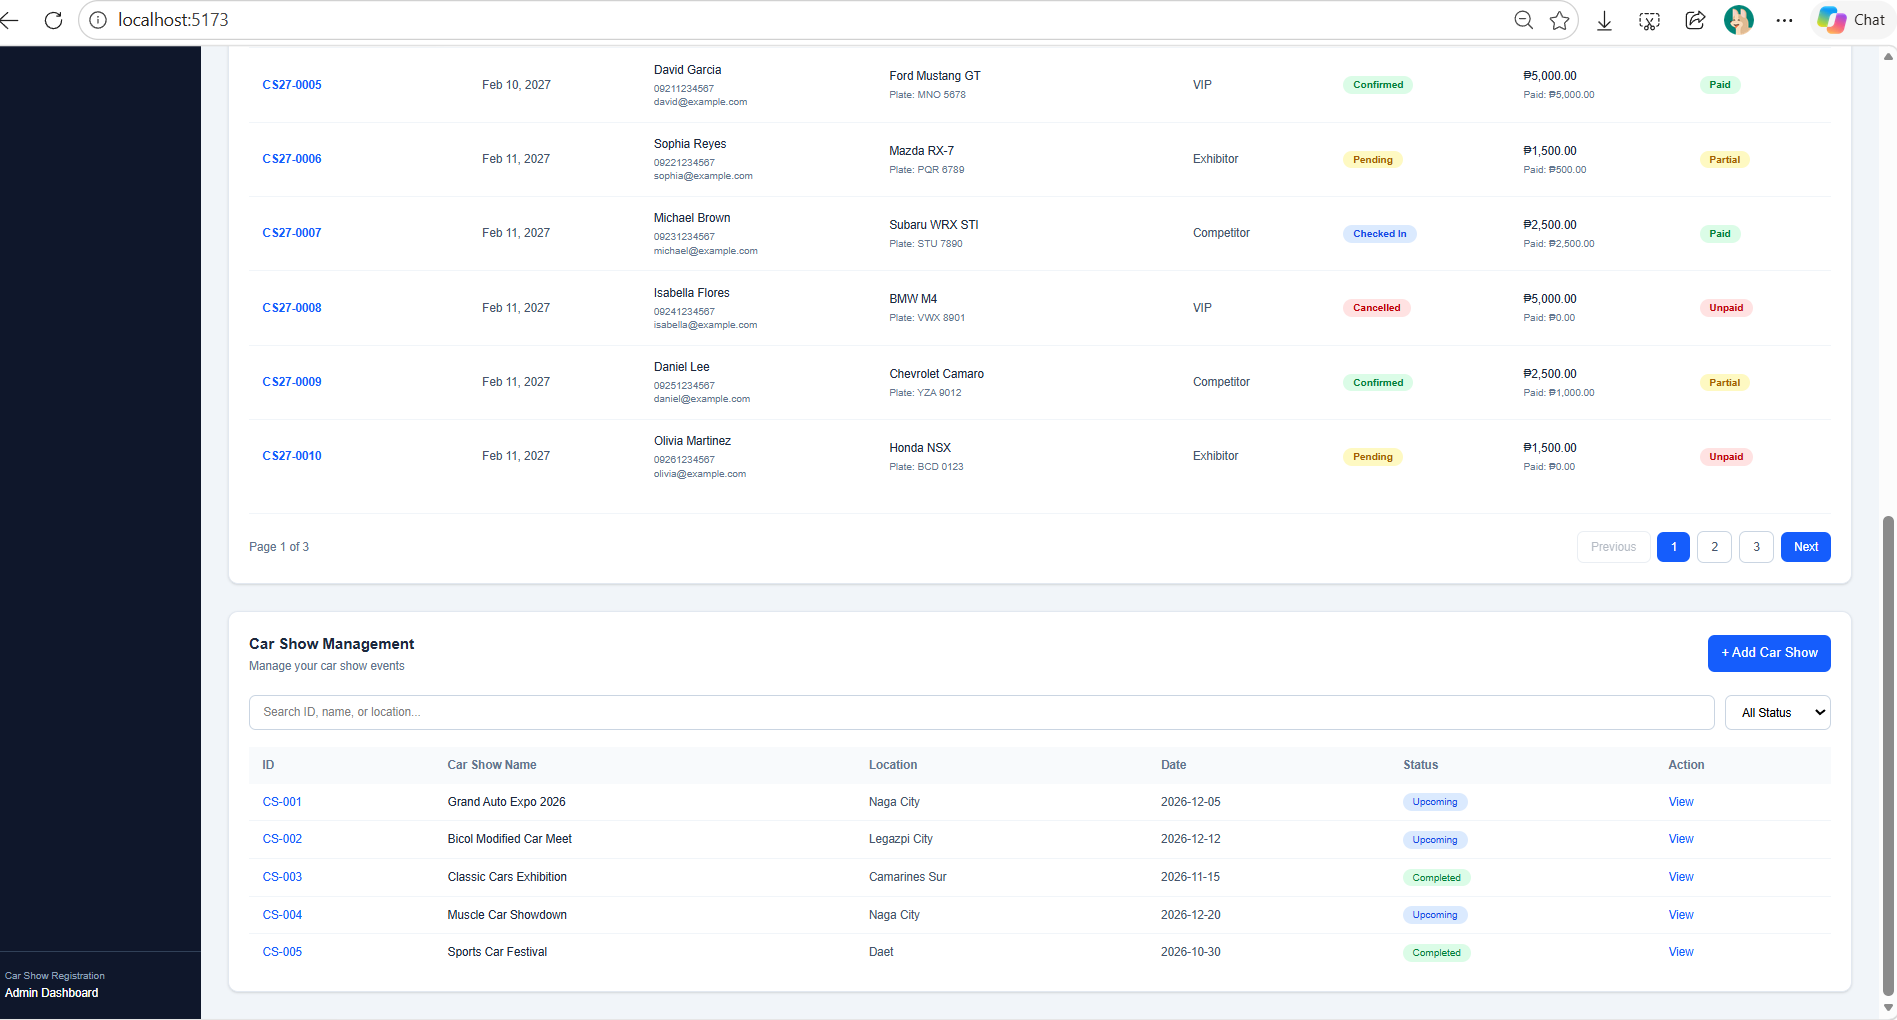 localhost:5173
Chat
CS27-0005 Feb 10, 2027 David Garcia 09211234567 david@example.com Ford Mustang GT Plate: MNO 5678 VIP Confirmed ₱5,000.00 Paid: ₱5,000.00 Paid
CS27-0006 Feb 11, 2027 Sophia Reyes 09221234567 sophia@example.com Mazda RX-7 Plate: PQR 6789 Exhibitor Pending ₱1,500.00 Paid: ₱500.00 Partial
CS27-0007 Feb 11, 2027 Michael Brown 09231234567 michael@example.com Subaru WRX STI Plate: STU 7890 Competitor Checked In ₱2,500.00 Paid: ₱2,500.00 Paid
CS27-0008 Feb 11, 2027 Isabella Flores 09241234567 isabella@example.com BMW M4 Plate: VWX 8901 VIP Cancelled ₱5,000.00 Paid: ₱0.00 Unpaid
CS27-0009 Feb 11, 2027 Daniel Lee 09251234567 daniel@example.com Chevrolet Camaro Plate: YZA 9012 Competitor Confirmed ₱2,500.00 Paid: ₱1,000.00 Partial
CS27-0010 Feb 11, 2027 Olivia Martinez 09261234567 olivia@example.com Honda NSX Plate: BCD 0123 Exhibitor Pending ₱1,500.00 Paid: ₱0.00 Unpaid
Page 1 of 3 Previous 1 2 3 Next
Car Show Management
Manage your car show events
+ Add Car Show
Search ID, name, or location... All Status
ID Car Show Name Location Date Status Action
CS-001 Grand Auto Expo 2026 Naga City 2026-12-05 Upcoming View
CS-002 Bicol Modified Car Meet Legazpi City 2026-12-12 Upcoming View
CS-003 Classic Cars Exhibition Camarines Sur 2026-11-15 Completed View
CS-004 Muscle Car Showdown Naga City 2026-12-20 Upcoming View
CS-005 Sports Car Festival Daet 2026-10-30 Completed View
Car Show Registration
Admin Dashboard